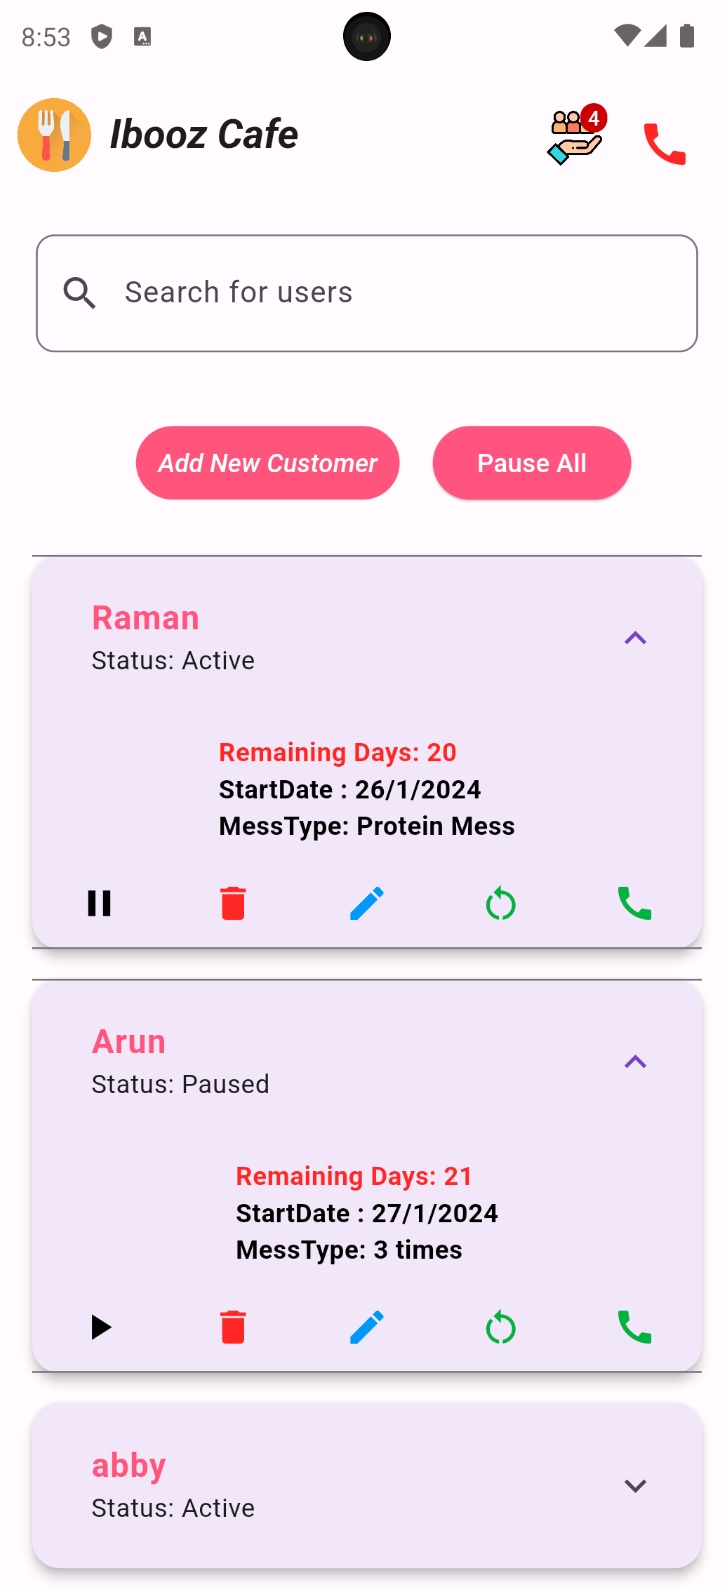 8:53
A
Ibooz Cafe
4
Search for users
Add New Customer
Pause All
Raman
Status: Active
Remaining Days: 20
StartDate : 26/1/2024
MessType: Protein Mess
Arun
Status: Paused
Remaining Days: 21
StartDate : 27/1/2024
MessType: 3 times
abby
Status: Active